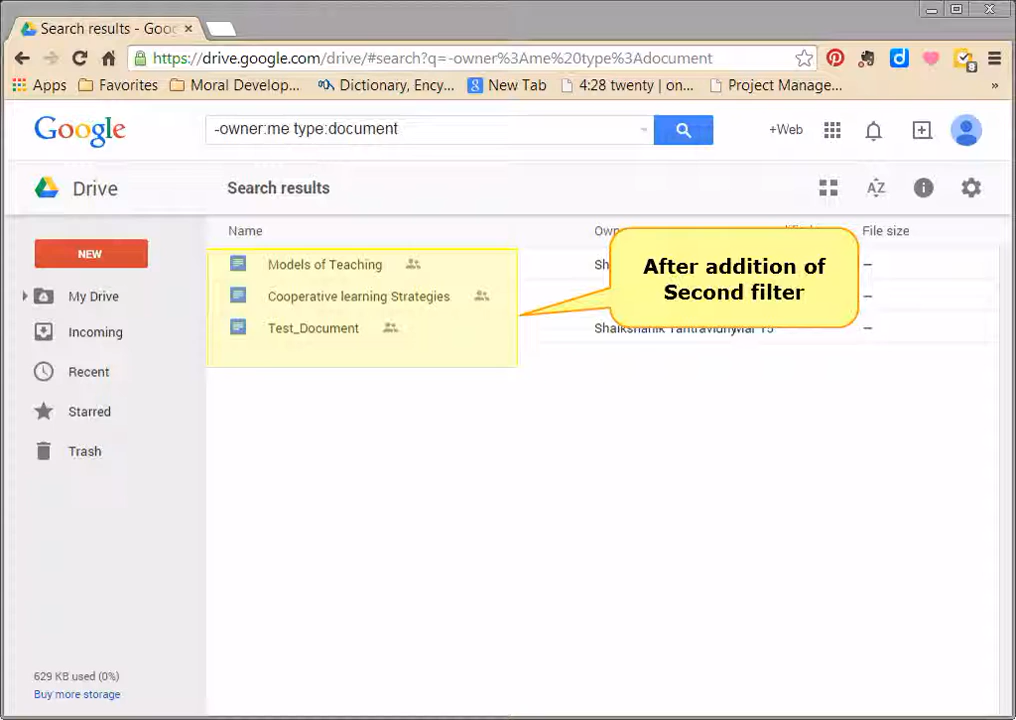 Search results - Goo
https://drive.google.com/drive/#search?q=-owner%3Ame%20type%3Adocument
Apps Favorites Moral Develop... Dictionary, Ency... New Tab 4:28 twenty | on... Project Manage... »
Google -owner:me type:document +Web
Drive Search results
Name File size
NEW
Models of Teaching –
My Drive Cooperative learning Strategies –
Test_Document –
After addition of
Second filter
Incoming
Recent
Starred
Trash
629 KB used (0%)
Buy more storage